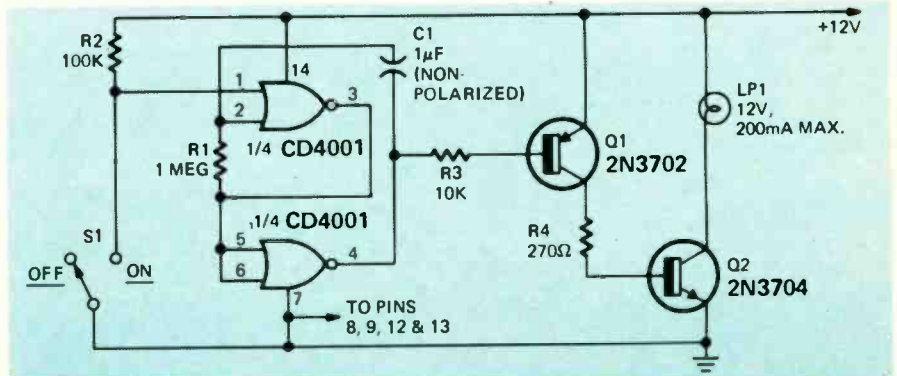 +12V
R2
100K
C1
1µF
(NON-
POLARIZED)
14
1
2
3
1/4 CD4001
R1
1 MEG
LP1
12V,
200mA MAX.
Q1
2N3702
R3
10K
1/4 CD4001
5
6
4
7
R4
270Ω
S1
OFF
ON
Q2
2N3704
TO PINS
8, 9, 12 & 13